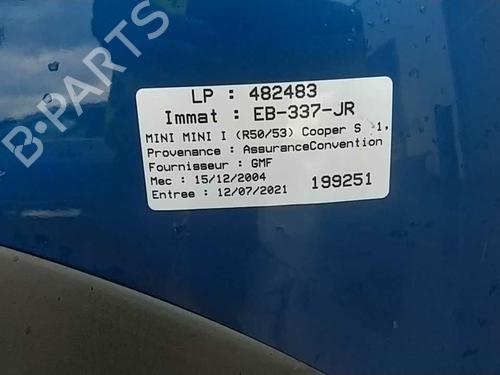 LP : 482483
Immat : EB-337-JR
MINI MINI I (R50/53) Cooper S 1,
Provenance : AssuranceConvention
Fournisseur : GMF
Mec : 15/12/2004
Entree : 12/07/2021
199251
B-PARTS